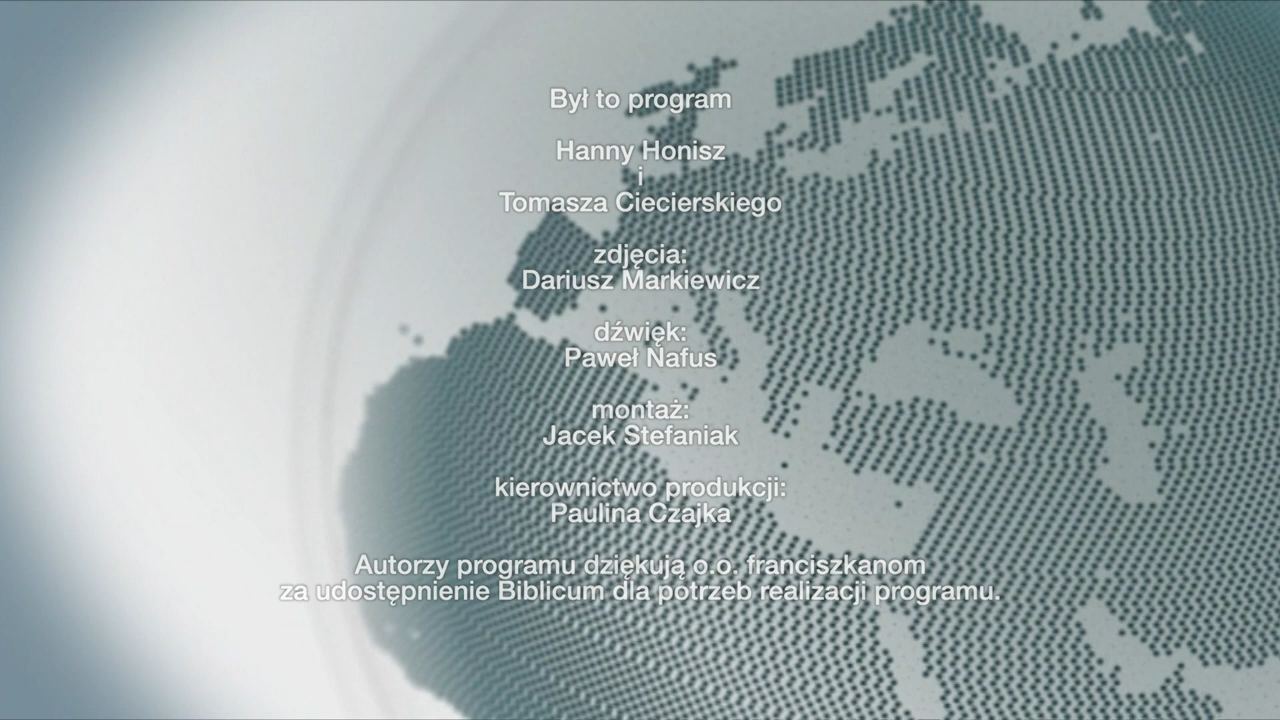 Był to program
Hanny Honisz
i
Tomasza Ciecierskiego
zdjęcia:
Dariusz Markiewicz
dźwięk:
Paweł Nafus
montaż:
Jacek Stefaniak
kierownictwo produkcji:
Paulina Czajka
Autorzy programu dziękują o.o. franciszkanom
za udostępnienie Biblicum dla potrzeb realizacji programu.